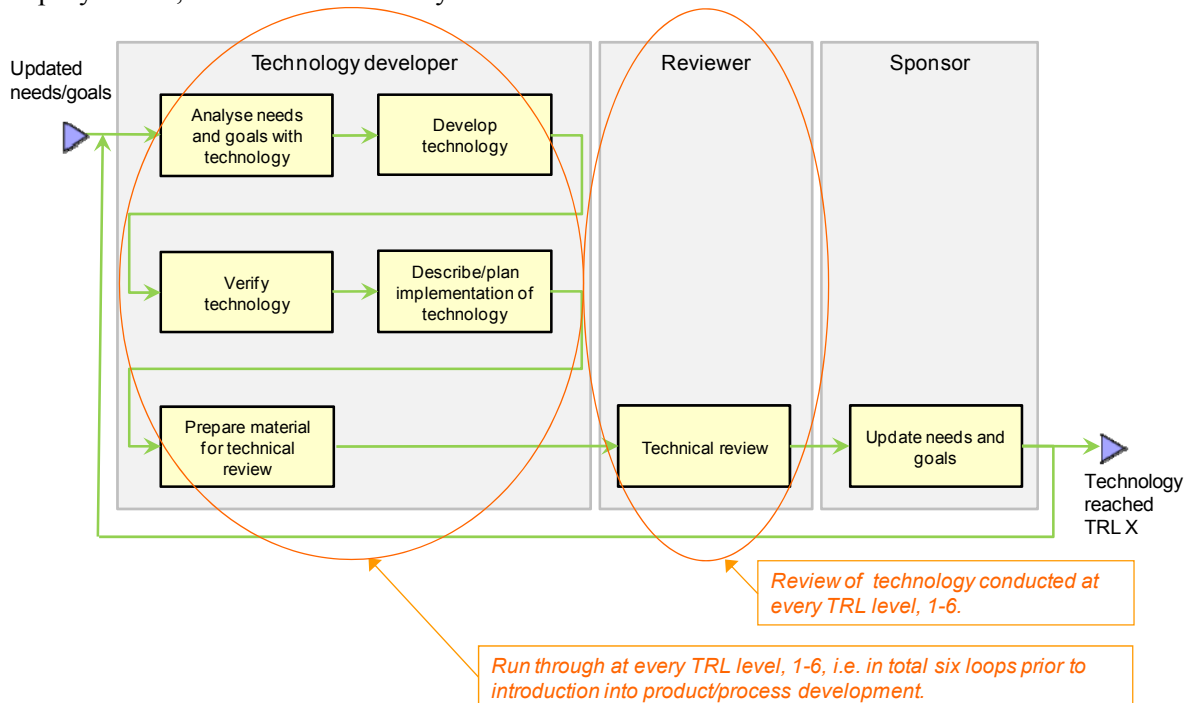 Updated
needs/goals
Technology developer
Reviewer
Sponsor
Analyse needs
and goals with
technology
Develop
technology
Verify
technology
Describe/plan
implementation of
technology
Prepare material
for technical
review
Technical review
Update needs and
goals
Technology
reached
TRL X
Review of technology conducted at
every TRL level, 1-6.
Run through at every TRL level, 1-6, i.e. in total six loops prior to
introduction into product/process development.